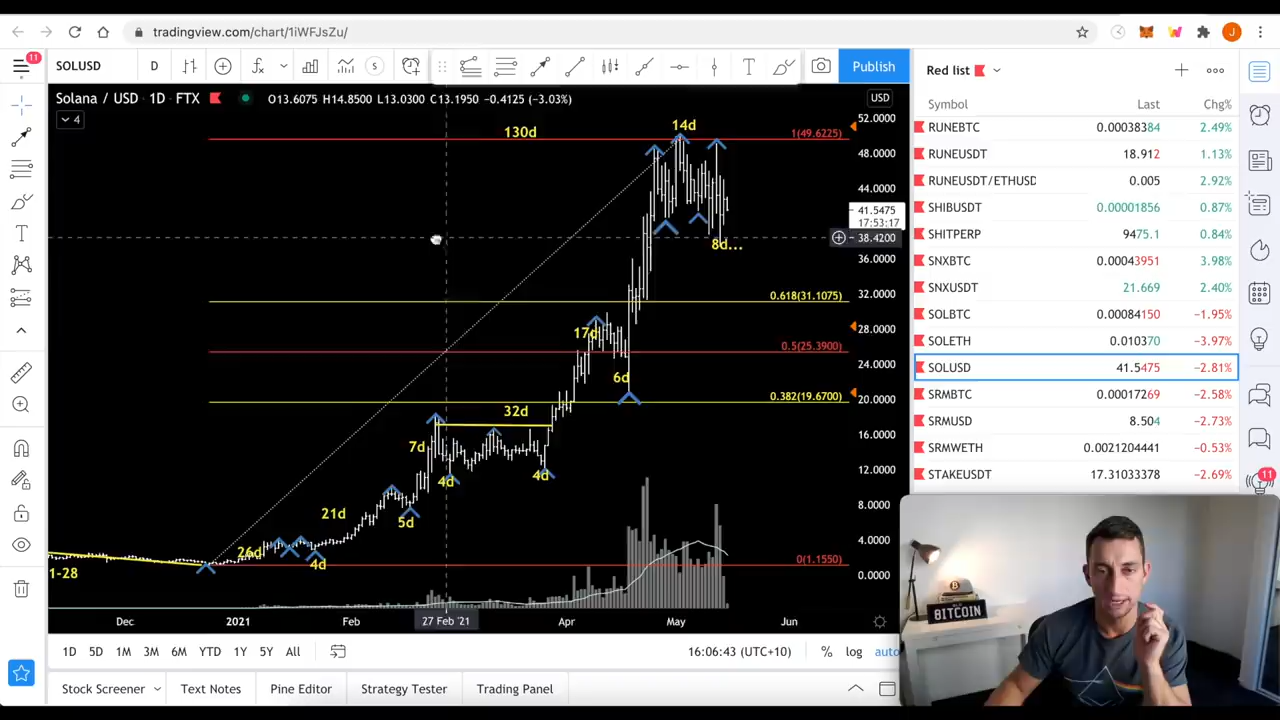 tradingview.com/chart/1iWFJsZu/
J
11
SOLUSD
D
S
T
Publish
Red list
Solana / USD · 1D · FTX O13.6075 H14.8500 L13.0300 C13.1950 −0.4125 (−3.03%)
USD
4
Symbol Last Chg%
RUNEBTC 0.00038384 2.49%
RUNEUSDT 18.912 1.13%
RUNEUSDT/ETHUSD 0.005 2.92%
SHIBUSDT 0.00001856 0.87%
SHITPERP 9475.1 0.84%
SNXBTC 0.00043951 3.98%
SNXUSDT 21.669 2.40%
SOLBTC 0.00084150 −1.95%
SOLETH 0.010370 −3.97%
SOLUSD 41.5475 −2.81%
SRMBTC 0.00017269 −2.58%
SRMUSD 8.504 −2.73%
SRMWETH 0.0021204441 −0.53%
STAKEUSDT 17.31033378 −2.69%
11
52.0000
130d
14d
1(49.6225)
48.0000
44.0000
41.5475
17:53:17
38.4200
8d...
36.0000
0.618(31.1075)
32.0000
17d
28.0000
0.5(25.3900)
24.0000
6d
0.382(19.6700)
20.0000
32d
16.0000
7d
4d
4d
12.0000
21d
5d
8.0000
26d
4d
4.0000
0(1.1550)
1-28
0.0000
Dec 2021 Feb 27 Feb '21 Apr May Jun
1D 5D 1M 3M 6M YTD 1Y 5Y All
16:06:43 (UTC+10) % log auto
Stock Screener Text Notes Pine Editor Strategy Tester Trading Panel
BITCOIN